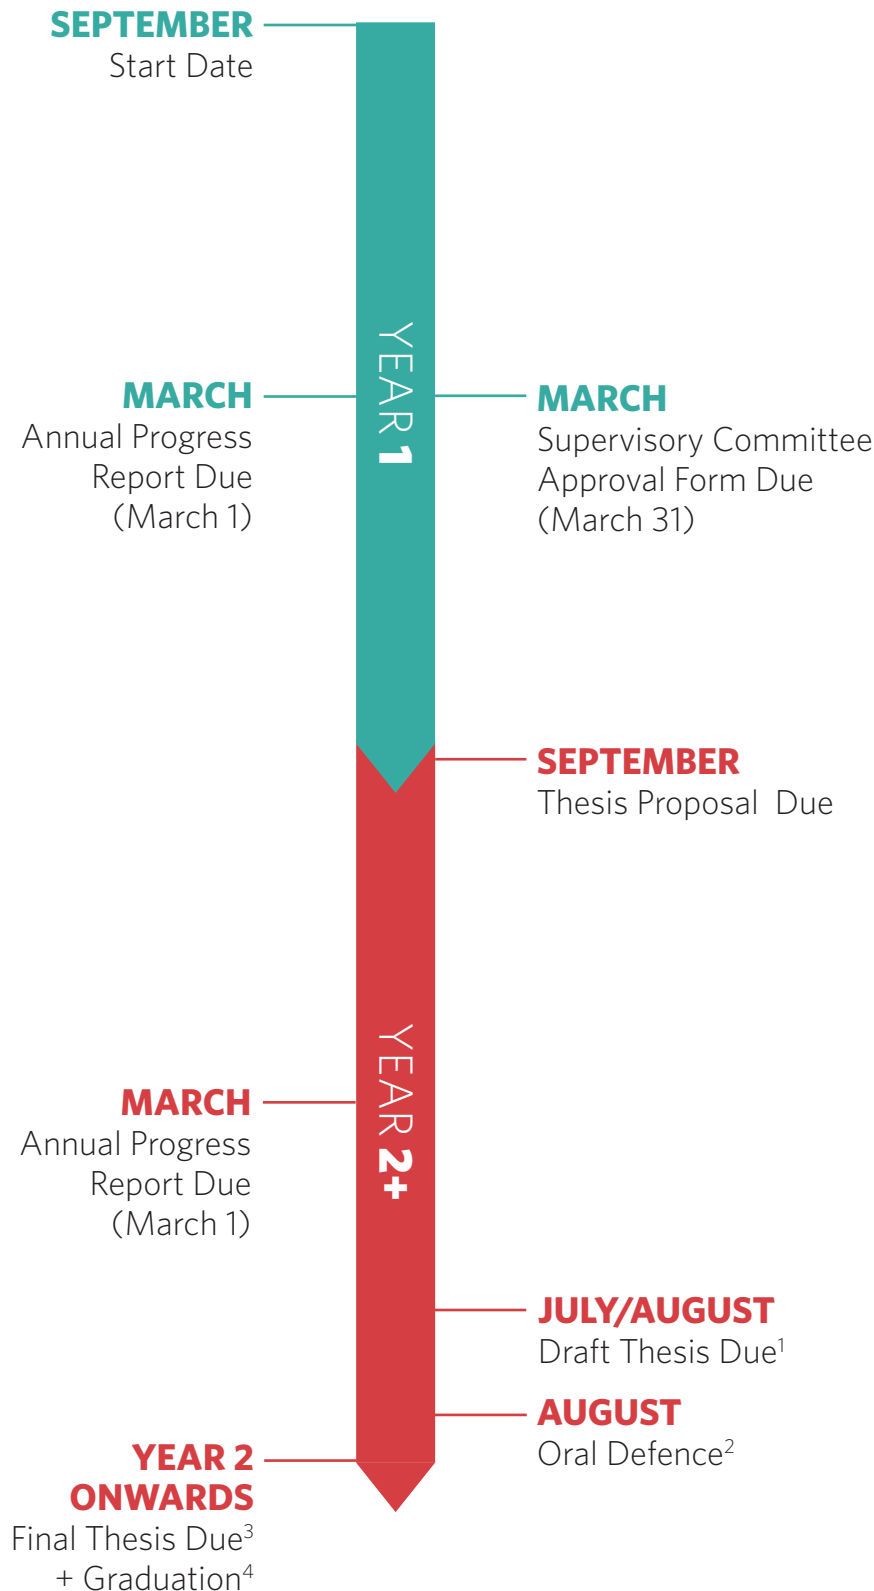 SEPTEMBER
Start Date
YEAR 1
MARCH
Annual Progress
Report Due
(March 1)
MARCH
Supervisory Committee
Approval Form Due
(March 31)
SEPTEMBER
Thesis Proposal  Due
YEAR 2+
MARCH
Annual Progress
Report Due
(March 1)
JULY/AUGUST
Draft Thesis Due¹
AUGUST
Oral Defence²
YEAR 2
ONWARDS
Final Thesis Due³
+ Graduation⁴